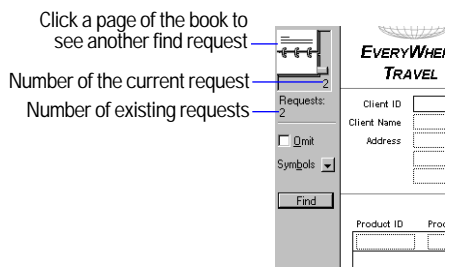 Click a page of the book to
see another find request
Number of the current request
2
Requests:
Number of existing requests
2
Omit
Symbols
Find
EVERYWHE
TRAVEL
Client ID
Client Name
Address
Product ID Proc